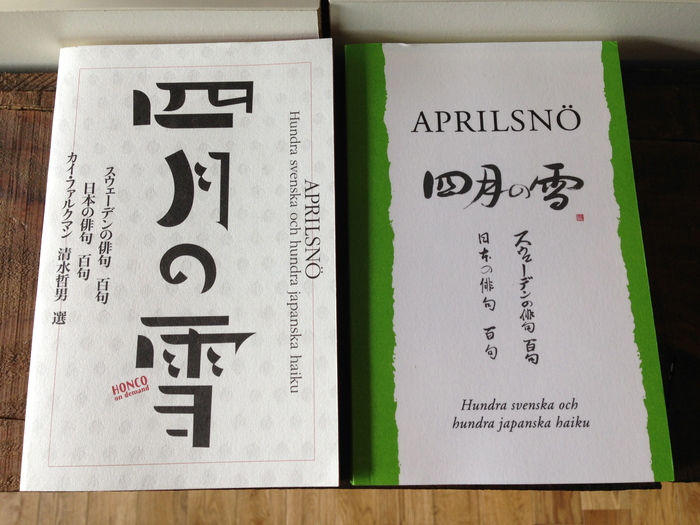 四月の雪
APRILSNÖ
Hundra svenska och hundra japanska haiku
スウェーデンの俳句 百句
日本の俳句 百句
カイ・ファルクマン 清水哲男 選
HONCO
on demand
APRILSNÖ
四月の雪
スウェーデンの俳句 百句
日本の俳句 百句
Hundra svenska och
hundra japanska haiku